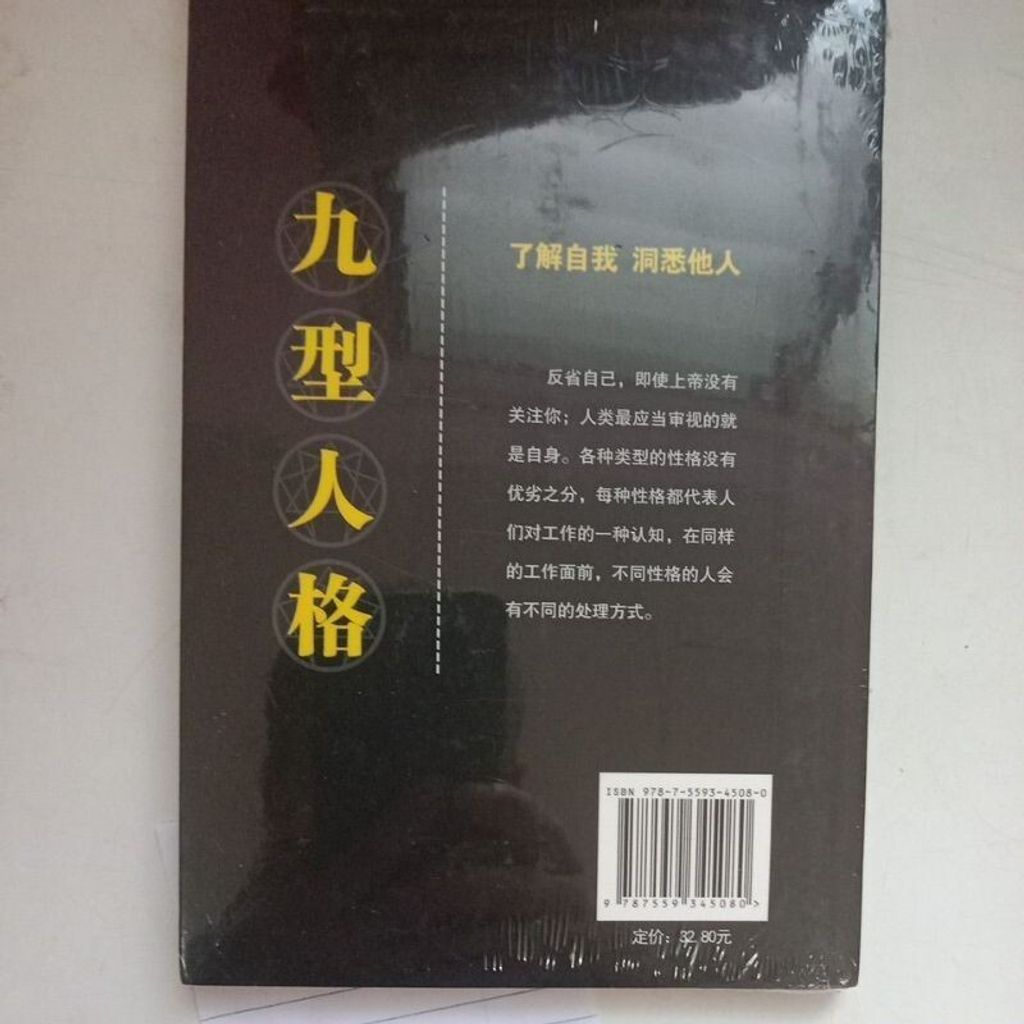 九型人格
了解自我 洞悉他人
反省自己，即使上帝没有
关注你；人类最应当审视的就
是自身。各种类型的性格没有
优劣之分，每种性格都代表人
们对工作的一种认知，在同样
的工作面前，不同性格的人会
有不同的处理方式。
ISBN 978-7-5593-4508-0
9 787559 345080 >
定价：32.80元